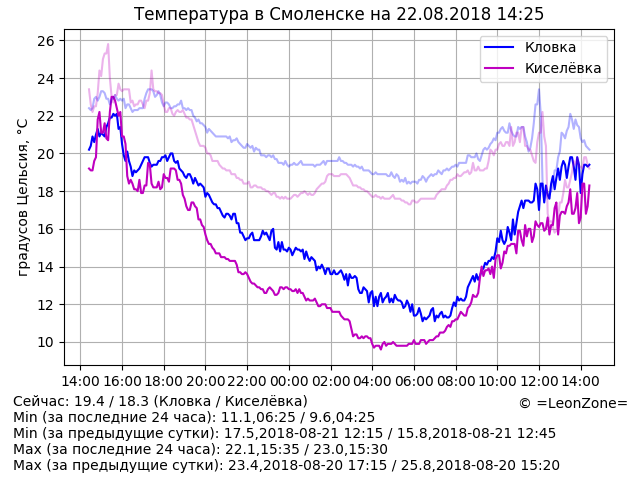 Температура в Смоленске на 22.08.2018 14:25
градусов Цельсия, °C
26
24
22
20
18
16
14
12
10
Кловка
Киселёвка
14:00 16:00 18:00 20:00 22:00 00:00 02:00 04:00 06:00 08:00 10:00 12:00 14:00
Сейчас: 19.4 / 18.3 (Кловка / Киселёвка)
© =LeonZone=
Min (за последние 24 часа): 11.1,06:25 / 9.6,04:25
Min (за предыдущие сутки): 17.5,2018-08-21 12:15 / 15.8,2018-08-21 12:45
Max (за последние 24 часа): 22.1,15:35 / 23.0,15:30
Max (за предыдущие сутки): 23.4,2018-08-20 17:15 / 25.8,2018-08-20 15:20